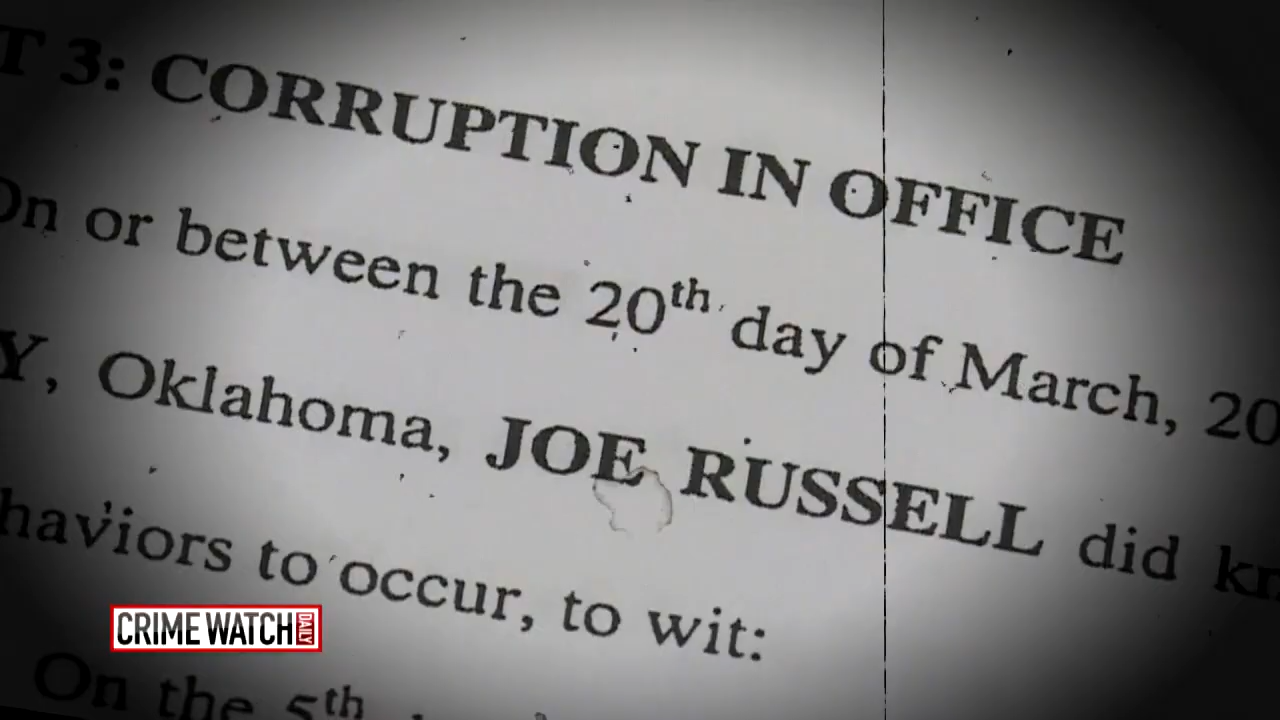 T 3: CORRUPTION IN OFFICE
On or between the 20th day of March, 20
Y, Oklahoma, JOE RUSSELL did kn
haviors to occur, to wit:
On the 5th
CRIME WATCH DAILY